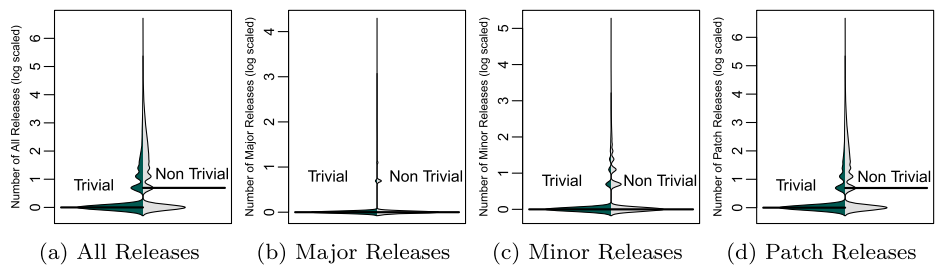 Number of All Releases (log scaled)
0 1 2 3 4 5 6
Trivial
Non Trivial
(a) All Releases
Number of Major Releases (log scaled)
0 1 2 3 4
Trivial
Non Trivial
(b) Major Releases
Number of Minor Releases (log scaled)
0 1 2 3 4 5
Trivial
Non Trivial
(c) Minor Releases
Number of Patch Releases (log scaled)
0 1 2 3 4 5 6
Trivial
Non Trivial
(d) Patch Releases